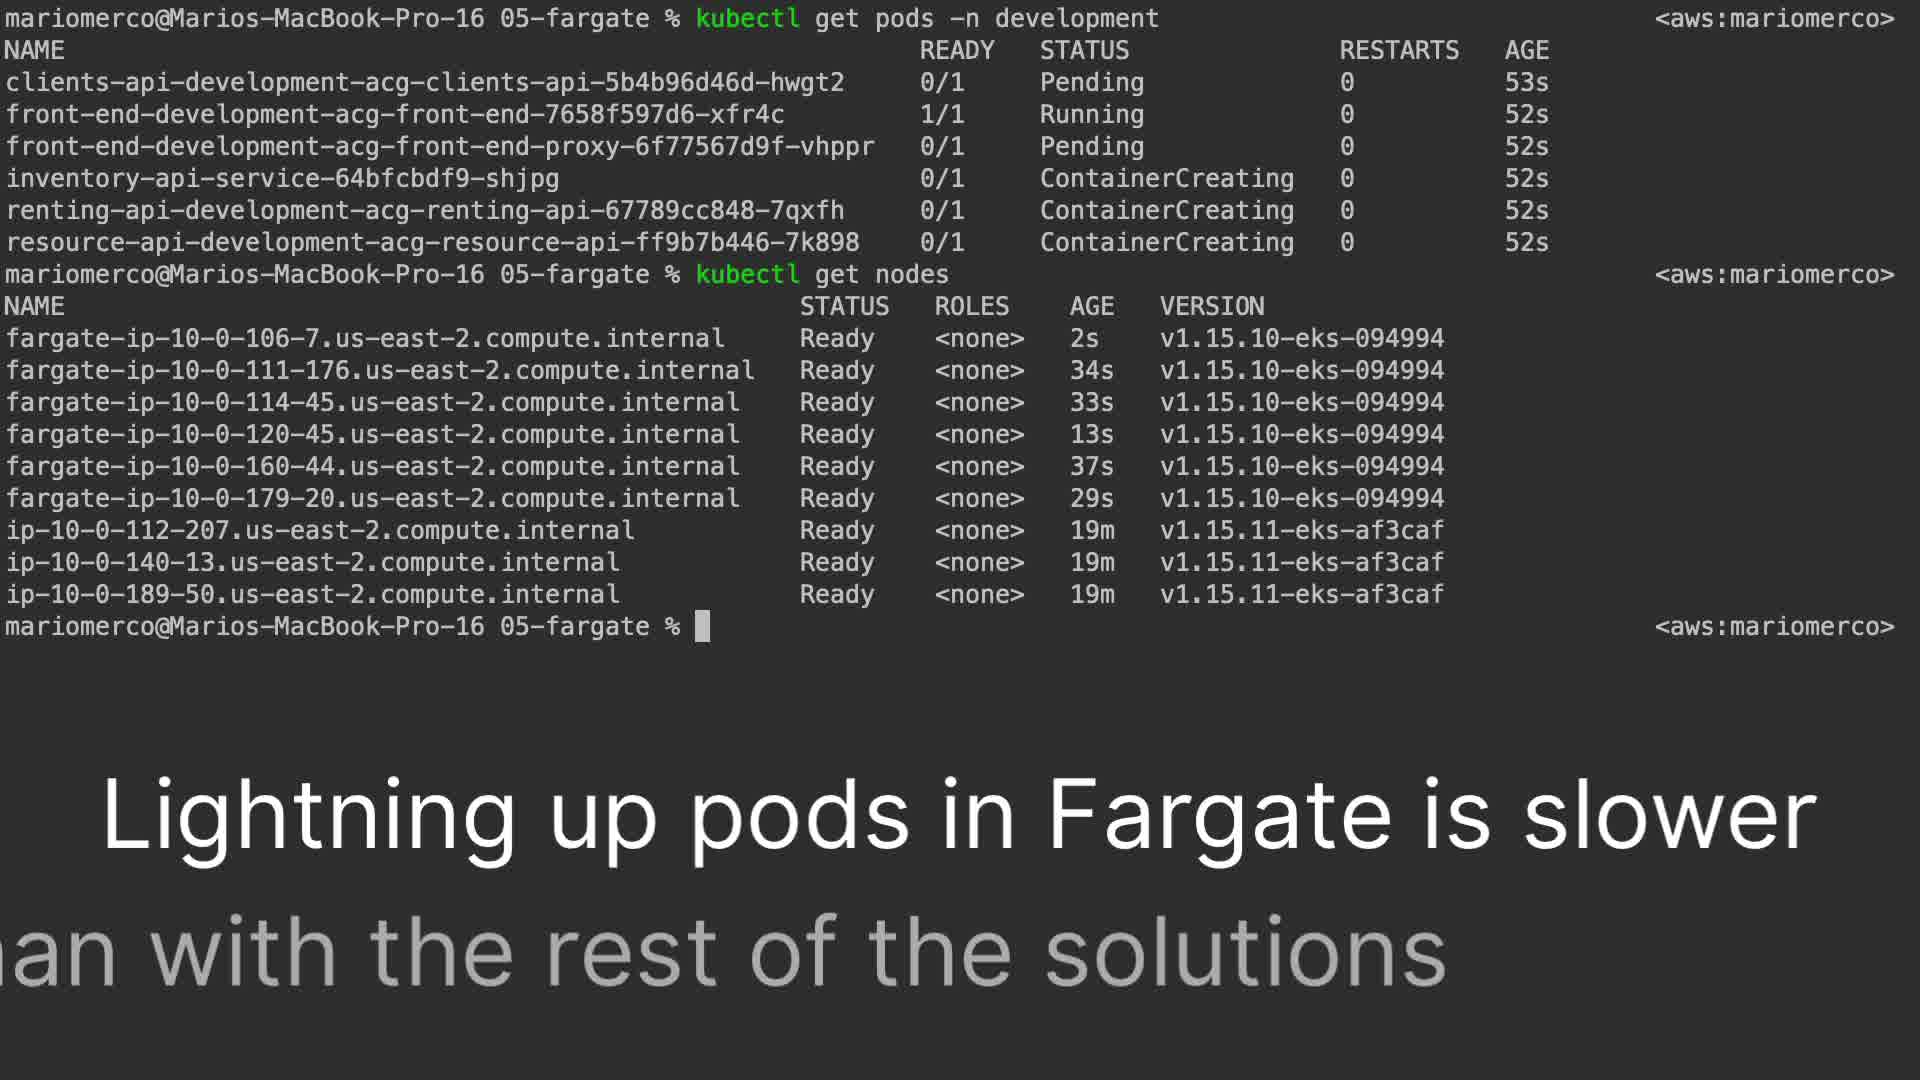 mariomerco@Marios-MacBook-Pro-16 05-fargate % kubectl get pods -n development <aws:mariomerco>
NAME READY STATUS RESTARTS AGE
clients-api-development-acg-clients-api-5b4b96d46d-hwgt2 0/1 Pending 0 53s
front-end-development-acg-front-end-7658f597d6-xfr4c 1/1 Running 0 52s
front-end-development-acg-front-end-proxy-6f77567d9f-vhppr 0/1 Pending 0 52s
inventory-api-service-64bfcbdf9-shjpg 0/1 ContainerCreating 0 52s
renting-api-development-acg-renting-api-67789cc848-7qxfh 0/1 ContainerCreating 0 52s
resource-api-development-acg-resource-api-ff9b7b446-7k898 0/1 ContainerCreating 0 52s
mariomerco@Marios-MacBook-Pro-16 05-fargate % kubectl get nodes <aws:mariomerco>
NAME STATUS ROLES AGE VERSION
fargate-ip-10-0-106-7.us-east-2.compute.internal Ready <none> 2s v1.15.10-eks-094994
fargate-ip-10-0-111-176.us-east-2.compute.internal Ready <none> 34s v1.15.10-eks-094994
fargate-ip-10-0-114-45.us-east-2.compute.internal Ready <none> 33s v1.15.10-eks-094994
fargate-ip-10-0-120-45.us-east-2.compute.internal Ready <none> 13s v1.15.10-eks-094994
fargate-ip-10-0-160-44.us-east-2.compute.internal Ready <none> 37s v1.15.10-eks-094994
fargate-ip-10-0-179-20.us-east-2.compute.internal Ready <none> 29s v1.15.10-eks-094994
ip-10-0-112-207.us-east-2.compute.internal Ready <none> 19m v1.15.11-eks-af3caf
ip-10-0-140-13.us-east-2.compute.internal Ready <none> 19m v1.15.11-eks-af3caf
ip-10-0-189-50.us-east-2.compute.internal Ready <none> 19m v1.15.11-eks-af3caf
mariomerco@Marios-MacBook-Pro-16 05-fargate % <aws:mariomerco>
Lightning up pods in Fargate is slower
an with the rest of the solutions